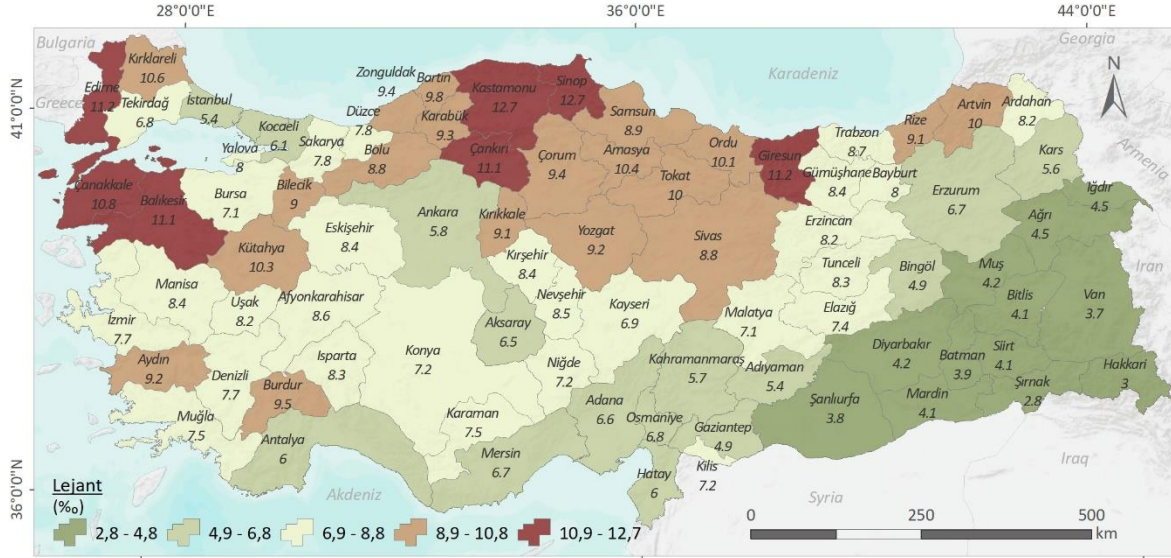 28°0'0"E
36°0'0"E
44°0'0"E
41°0'0"N
36°0'0"N
Bulgaria
Georgia
Greece
Karadeniz
Armenia
Iran
Iraq
Syria
Akdeniz
N
Kırklareli
10.6
Edirne
11.2
Tekirdağ
6.8
İstanbul
5.4
Kocaeli
6.1
Yalova
8
Sakarya
7.8
Düzce
7.8
Zonguldak
9.4
Bartın
9.8
Karabük
9.3
Bolu
8.8
Kastamonu
12.7
Sinop
12.7
Çankırı
11.1
Samsun
8.9
Çorum
9.4
Amasya
10.4
Ordu
10.1
Tokat
10
Giresun
11.2
Trabzon
8.7
Gümüşhane
8.4
Bayburt
8
Rize
9.1
Artvin
10
Ardahan
8.2
Kars
5.6
Iğdır
4.5
Erzurum
6.7
Ağrı
4.5
Çanakkale
10.8
Balıkesir
11.1
Bursa
7.1
Bilecik
9
Kütahya
10.3
Eskişehir
8.4
Ankara
5.8
Kırıkkale
9.1
Yozgat
9.2
Sivas
8.8
Erzincan
8.2
Tunceli
8.3
Bingöl
4.9
Muş
4.2
Bitlis
4.1
Van
3.7
Manisa
8.4
Uşak
8.2
Afyonkarahisar
8.6
Kırşehir
8.4
Nevşehir
8.5
Kayseri
6.9
Malatya
7.1
Elazığ
7.4
İzmir
7.7
Aydın
9.2
Denizli
7.7
Isparta
8.3
Burdur
9.5
Konya
7.2
Aksaray
6.5
Niğde
7.2
Kahramanmaraş
5.7
Adıyaman
5.4
Diyarbakır
4.2
Batman
3.9
Siirt
4.1
Şırnak
2.8
Hakkari
3
Mardin
4.1
Şanlıurfa
3.8
Muğla
7.5
Antalya
6
Karaman
7.5
Mersin
6.7
Adana
6.6
Osmaniye
6.8
Gaziantep
4.9
Kilis
7.2
Hatay
6
Lejant
(‰)
2,8 - 4,8
4,9 - 6,8
6,9 - 8,8
8,9 - 10,8
10,9 - 12,7
0 250 500
km